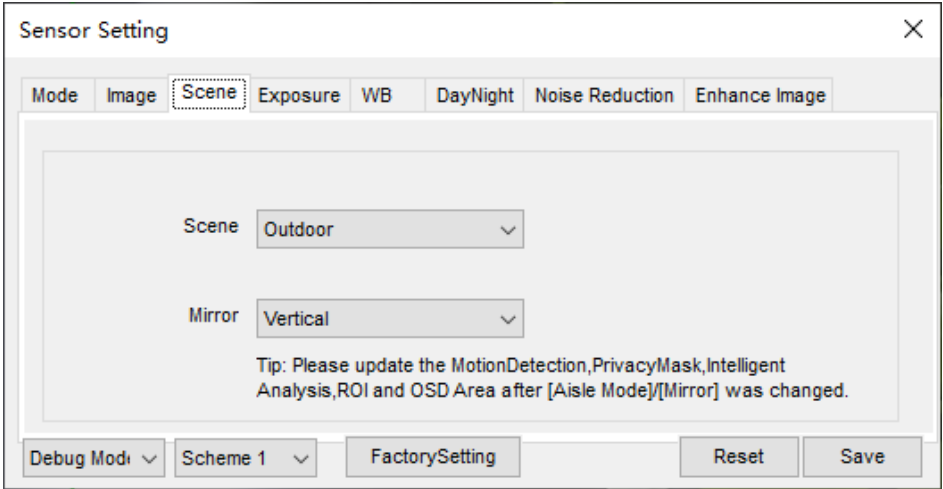 Sensor Setting
Mode Image Scene Exposure WB DayNight Noise Reduction Enhance Image
Scene Outdoor
Mirror Vertical
Tip: Please update the MotionDetection,PrivacyMask,Intelligent
Analysis,ROI and OSD Area after [Aisle Mode]/[Mirror] was changed.
Debug Mod Scheme 1 FactorySetting Reset Save